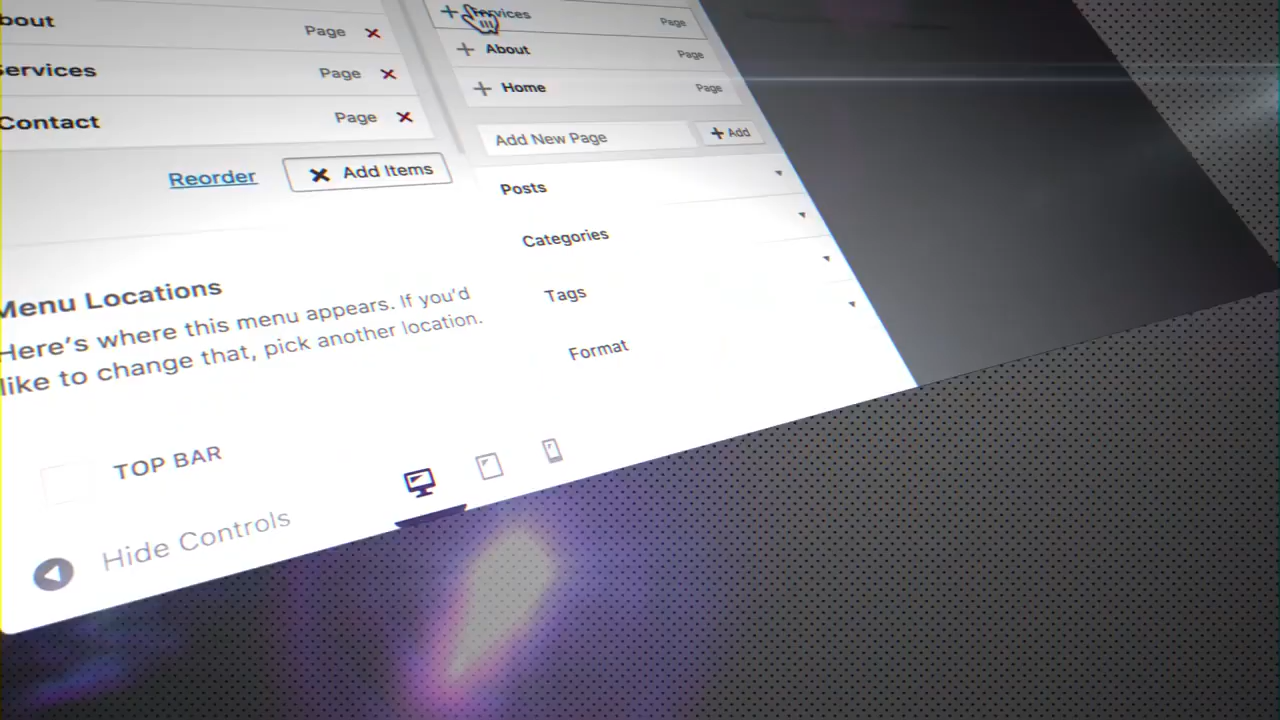 bout
Page
ervices
Page
Contact
Page
Reorder
Add Items
Menu Locations
Here's where this menu appears. If you'd
like to change that, pick another location.
TOP BAR
Hide Controls
Services
Page
About
Page
Home
Page
Add New Page
Add
Posts
Categories
Tags
Format